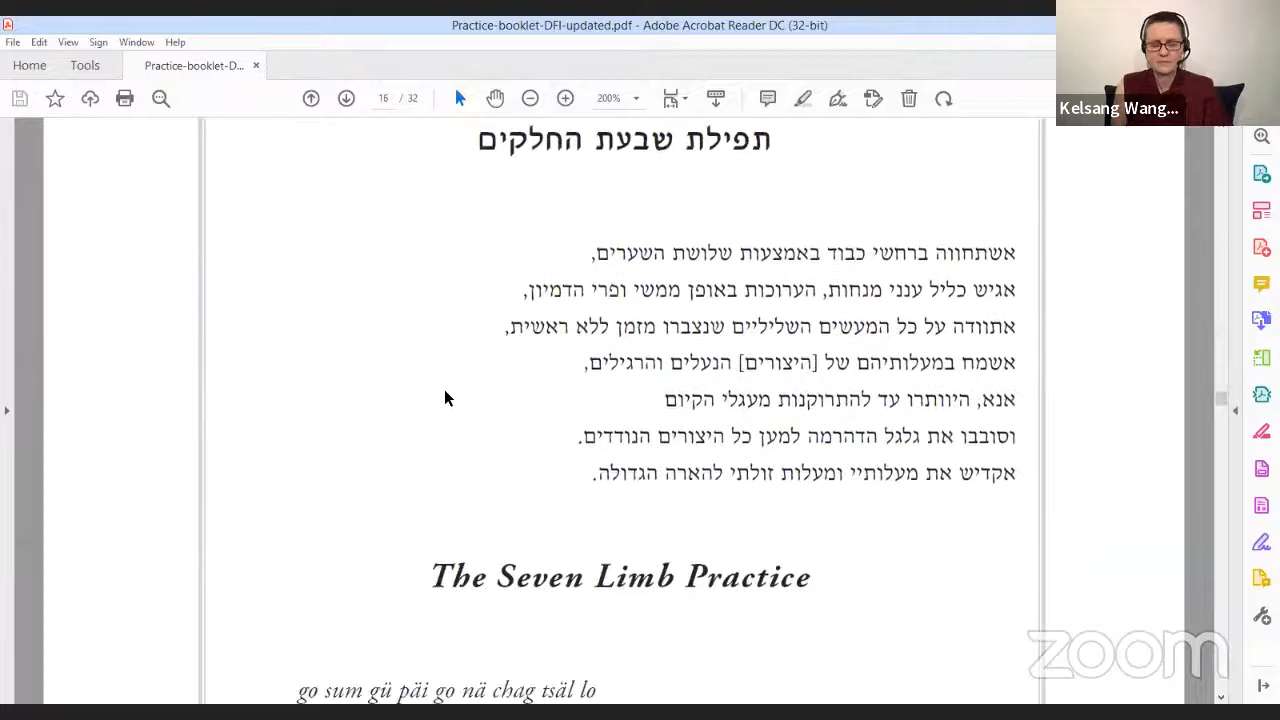 Practice-booklet-DFI-updated.pdf - Adobe Acrobat Reader DC (32-bit)
File Edit View Sign Window Help
Home Tools Practice-booklet-D... ×
16 / 32 200%
Kelsang Wang...
תפילת שבעת החלקים
אשתחווה ברחשי כבוד באמצעות שלושת השערים,
אגיש כליל ענני מנחות, הערוכות באופן ממשי ופרי הדמיון,
אתוודה על כל המעשים השליליים שנצברו מזמן ללא ראשית,
אשמח במעלותיהם של [היצורים] הנעלים והרגילים,
אנא, היוותרו עד להתרוקנות מעגלי הקיום
וסובבו את גלגל הדהרמה למען כל היצורים הנודדים.
אקדיש את מעלותיי ומעלות זולתי להארה הגדולה.
The Seven Limb Practice
go sum gü päi go nä chag tsäl lo
zoom